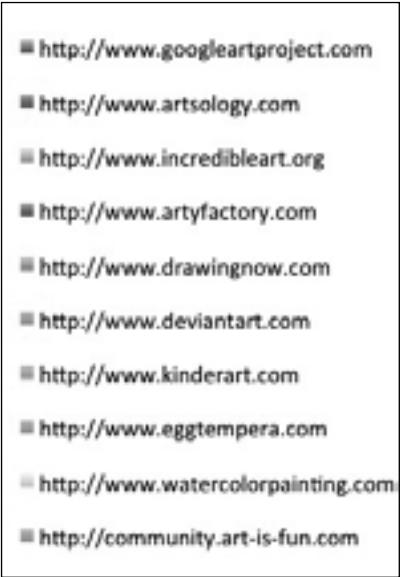 http://www.googleartproject.com
http://www.artsology.com
http://www.incredibleart.org
http://www.artyfactory.com
http://www.drawingnow.com
http://www.deviantart.com
http://www.kinderart.com
http://www.eggtempera.com
http://www.watercolorpainting.com
http://community.art-is-fun.com